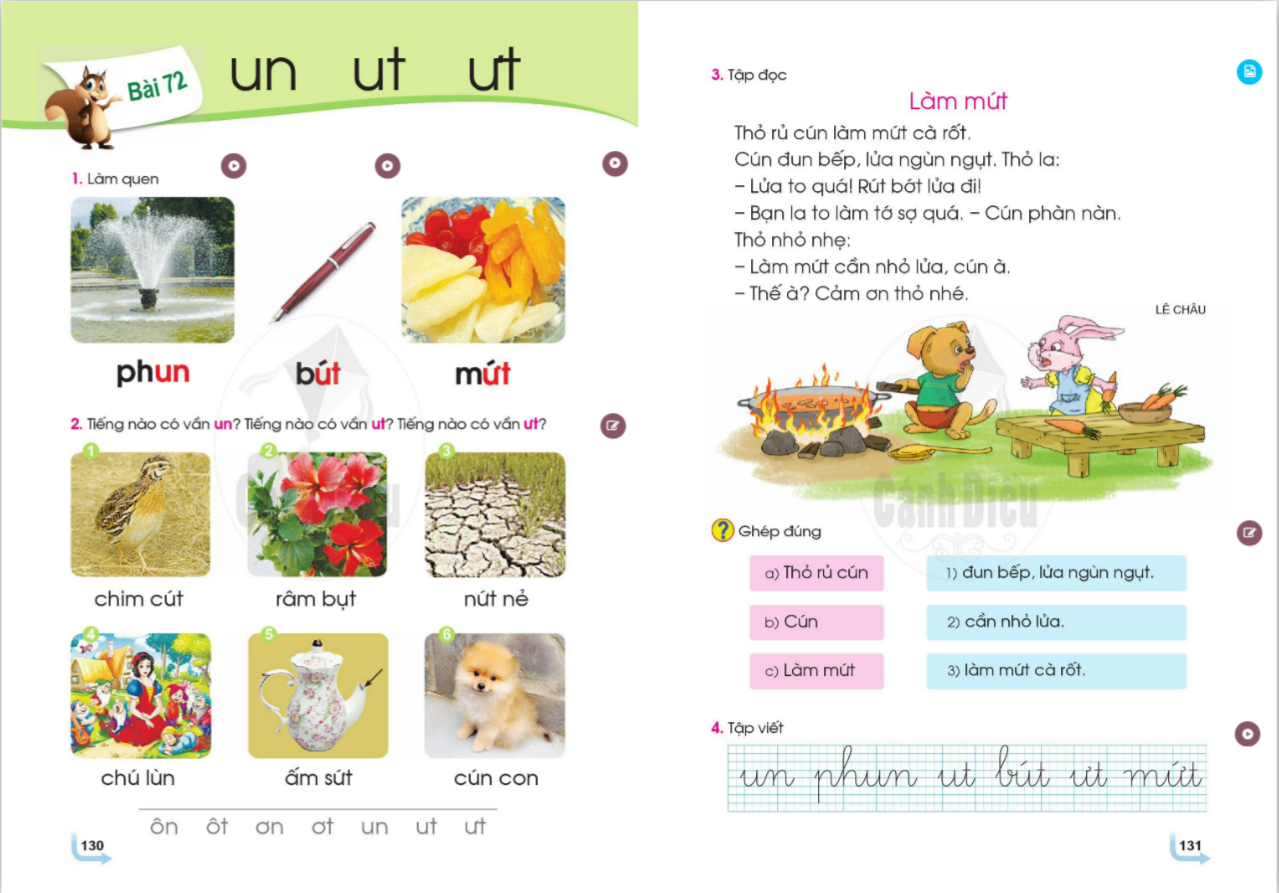 Bài 72
un ut ưt
1. Làm quen
phun bút mứt
2. Tiếng nào có vần un? Tiếng nào có vần ut? Tiếng nào có vần ưt?
1 2 3
chim cút râm bụt nứt nẻ
4 5 6
chú lùn ấm sứt cún con
ôn ôt ơn ơt un ut ưt
130
3. Tập đọc
Làm mứt
Thỏ rủ cún làm mứt cà rốt.
Cún đun bếp, lửa ngùn ngụt. Thỏ la:
– Lửa to quá! Rút bớt lửa đi!
– Bạn la to làm tớ sợ quá. – Cún phàn nàn.
Thỏ nhỏ nhẹ:
– Làm mứt cần nhỏ lửa, cún à.
– Thế à? Cảm ơn thỏ nhé.
LÊ CHÂU
Cánh Diều
Cánh Diều
? Ghép đúng
a) Thỏ rủ cún 1) đun bếp, lửa ngùn ngụt.
b) Cún 2) cần nhỏ lửa.
c) Làm mứt 3) làm mứt cà rốt.
4. Tập viết
un phun ut bút ưt mứt
131